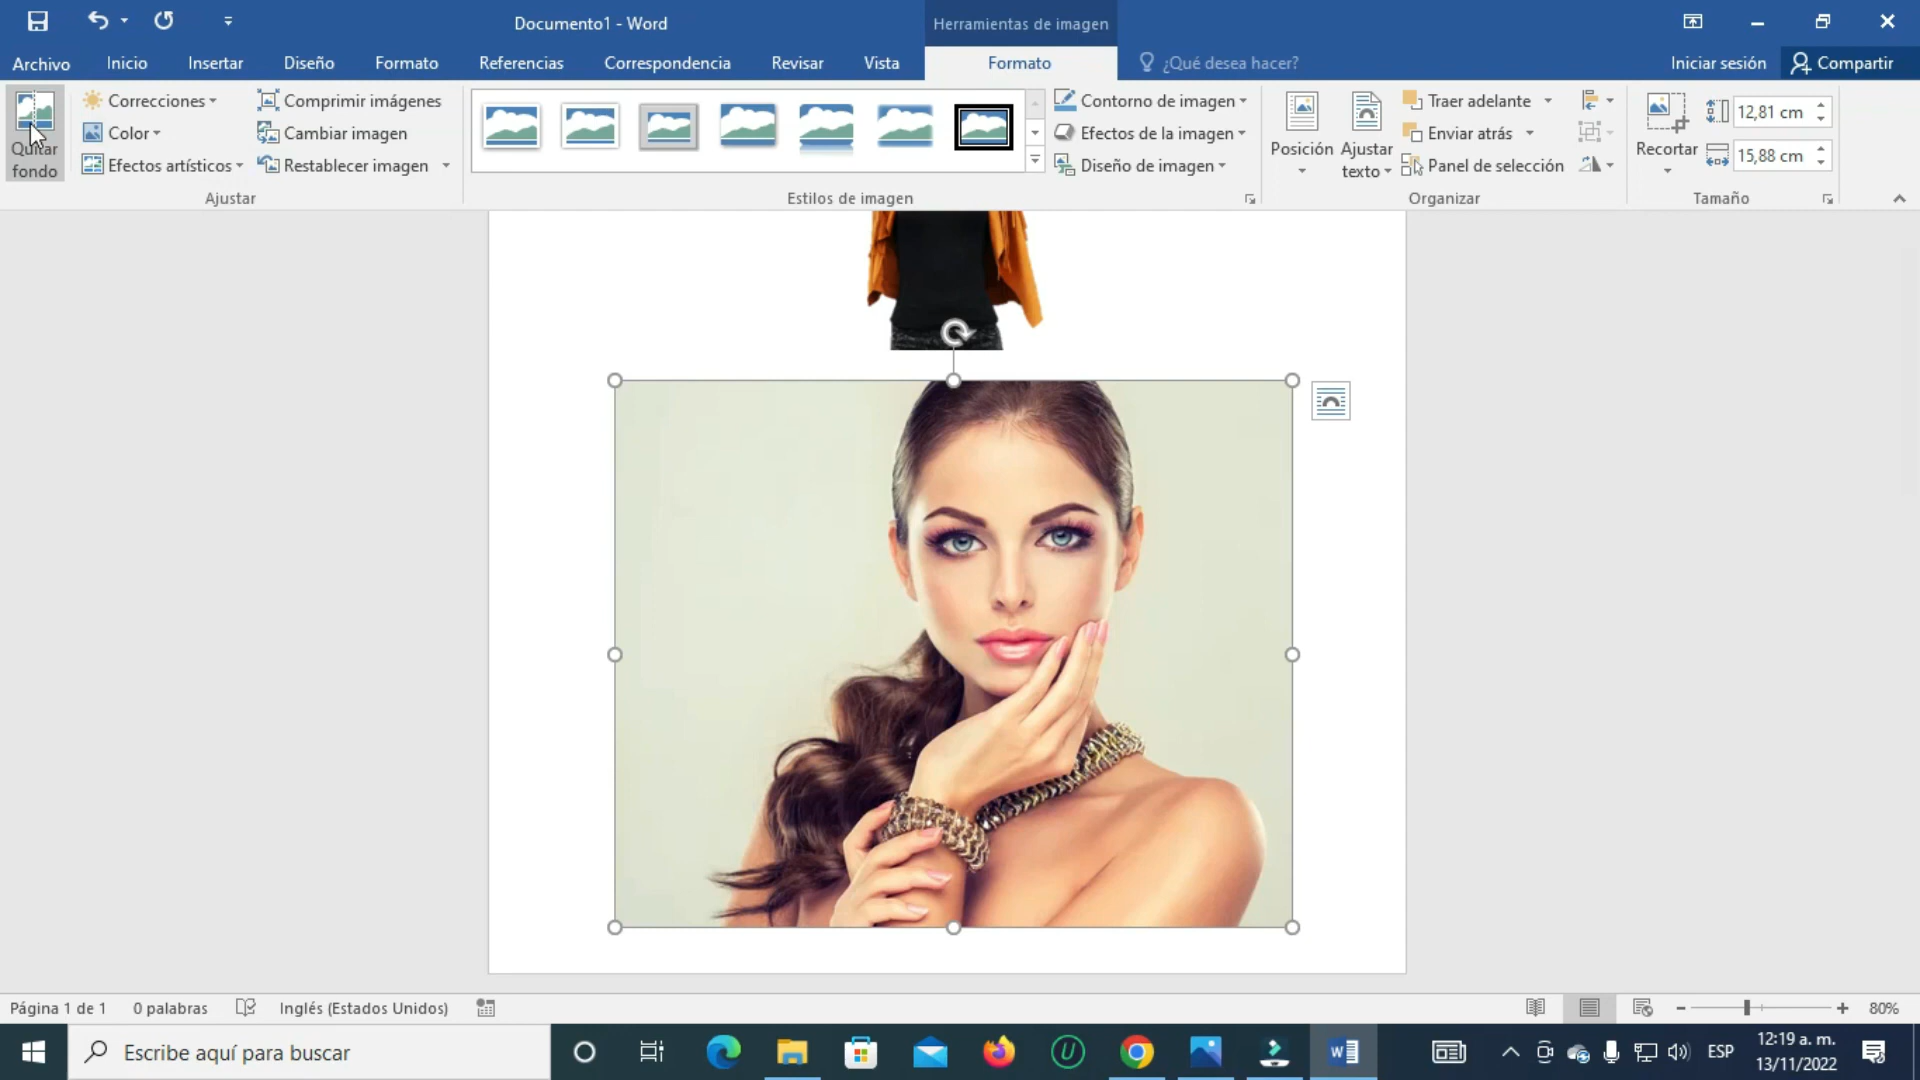 Documento1 - Word
Herramientas de imagen
Archivo
Inicio
Insertar
Diseño
Formato
Referencias
Correspondencia
Revisar
Vista
Formato
¿Qué desea hacer?
Iniciar sesión
Compartir
Quitar
fondo
Correcciones
Color
Efectos artísticos
Comprimir imágenes
Cambiar imagen
Restablecer imagen
Ajustar
Estilos de imagen
Contorno de imagen
Efectos de la imagen
Diseño de imagen
Posición
Ajustar
texto
Traer adelante
Enviar atrás
Panel de selección
Organizar
Recortar
12,81 cm
15,88 cm
Tamaño
Página 1 de 1
0 palabras
Inglés (Estados Unidos)
80%
Escribe aquí para buscar
ESP
12:19 a. m.
13/11/2022